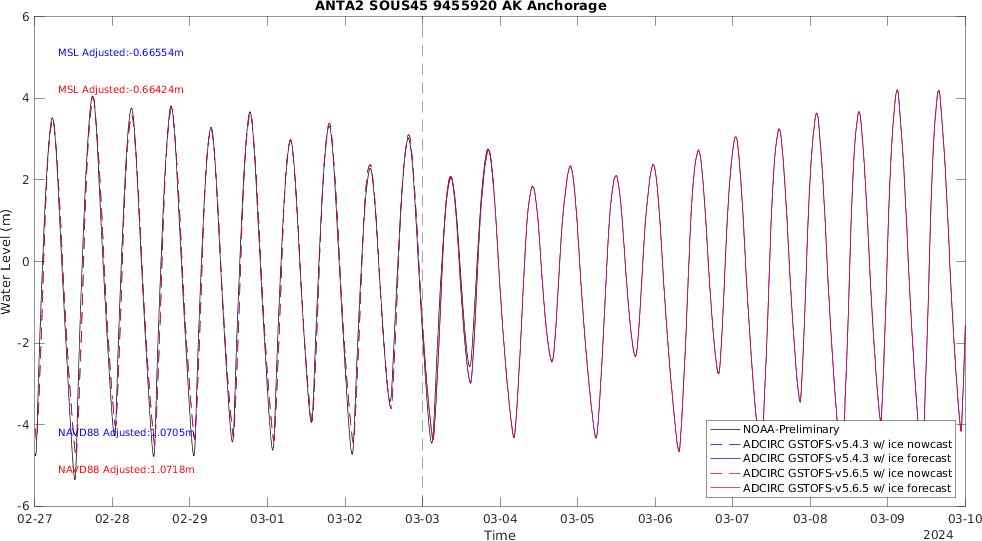 ANTA2 SOUS45 9455920 AK Anchorage
6
MSL Adjusted:-0.66554m
MSL Adjusted:-0.66424m
4
2
0
-2
-4
-6
Water Level (m)
NAVD88 Adjusted:1.0705m
NAVD88 Adjusted:1.0718m
NOAA-Preliminary
ADCIRC GSTOFS-v5.4.3 w/ ice nowcast
ADCIRC GSTOFS-v5.4.3 w/ ice forecast
ADCIRC GSTOFS-v5.6.5 w/ ice nowcast
ADCIRC GSTOFS-v5.6.5 w/ ice forecast
02-27 02-28 02-29 03-01 03-02 03-03 03-04 03-05 03-06 03-07 03-08 03-09 03-10
Time
2024